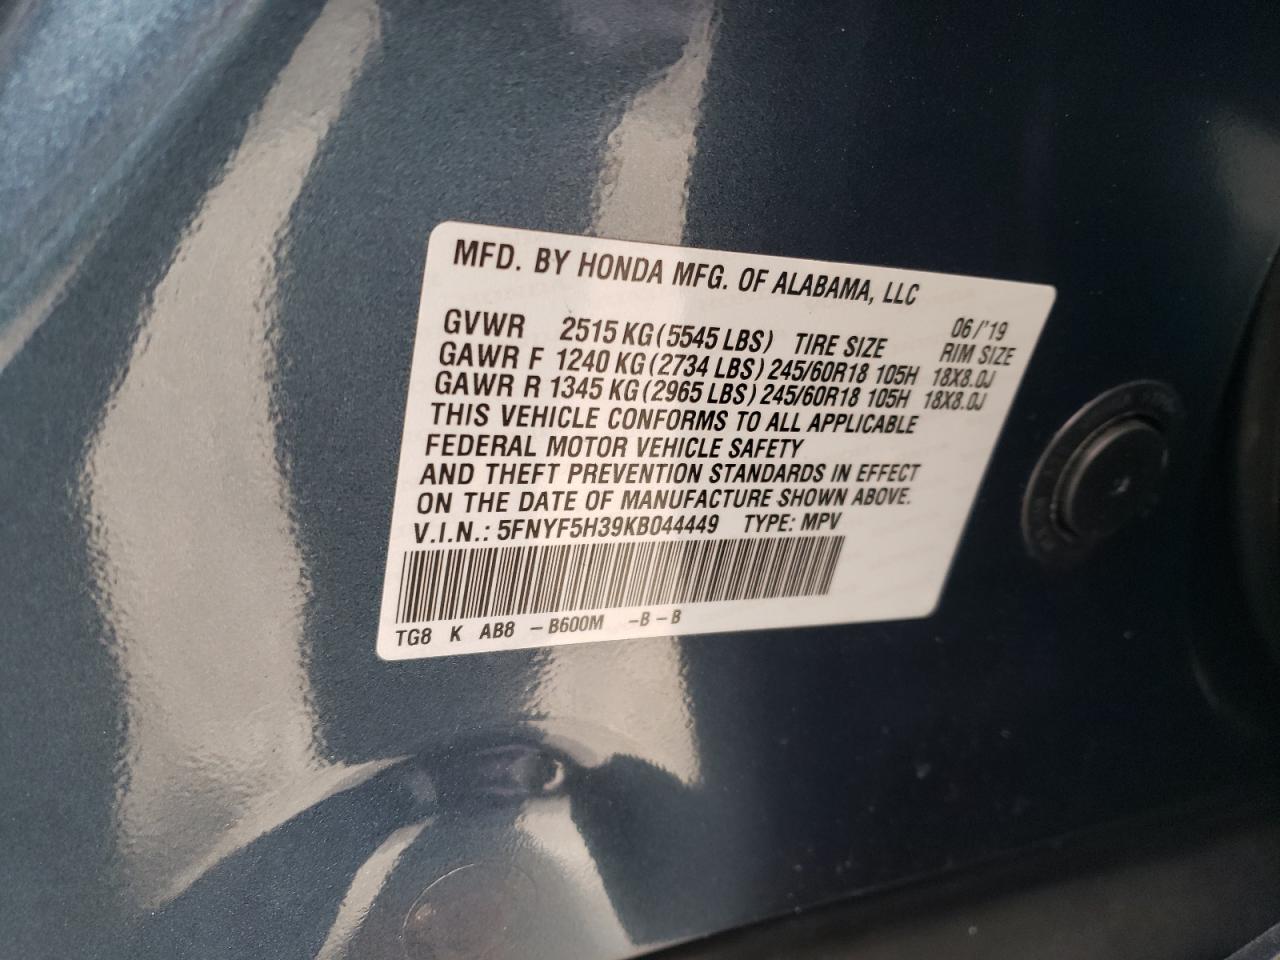 MFD. BY HONDA MFG. OF ALABAMA, LLC
06/'19
GVWR 2515 KG (5545 LBS) TIRE SIZE RIM SIZE
GAWR F 1240 KG (2734 LBS) 245/60R18 105H 18X8.0J
GAWR R 1345 KG (2965 LBS) 245/60R18 105H 18X8.0J
THIS VEHICLE CONFORMS TO ALL APPLICABLE
FEDERAL MOTOR VEHICLE SAFETY
AND THEFT PREVENTION STANDARDS IN EFFECT
ON THE DATE OF MANUFACTURE SHOWN ABOVE.
V.I.N.: 5FNYF5H39KB044449 TYPE: MPV
TG8 K AB8 - B600M - B - B